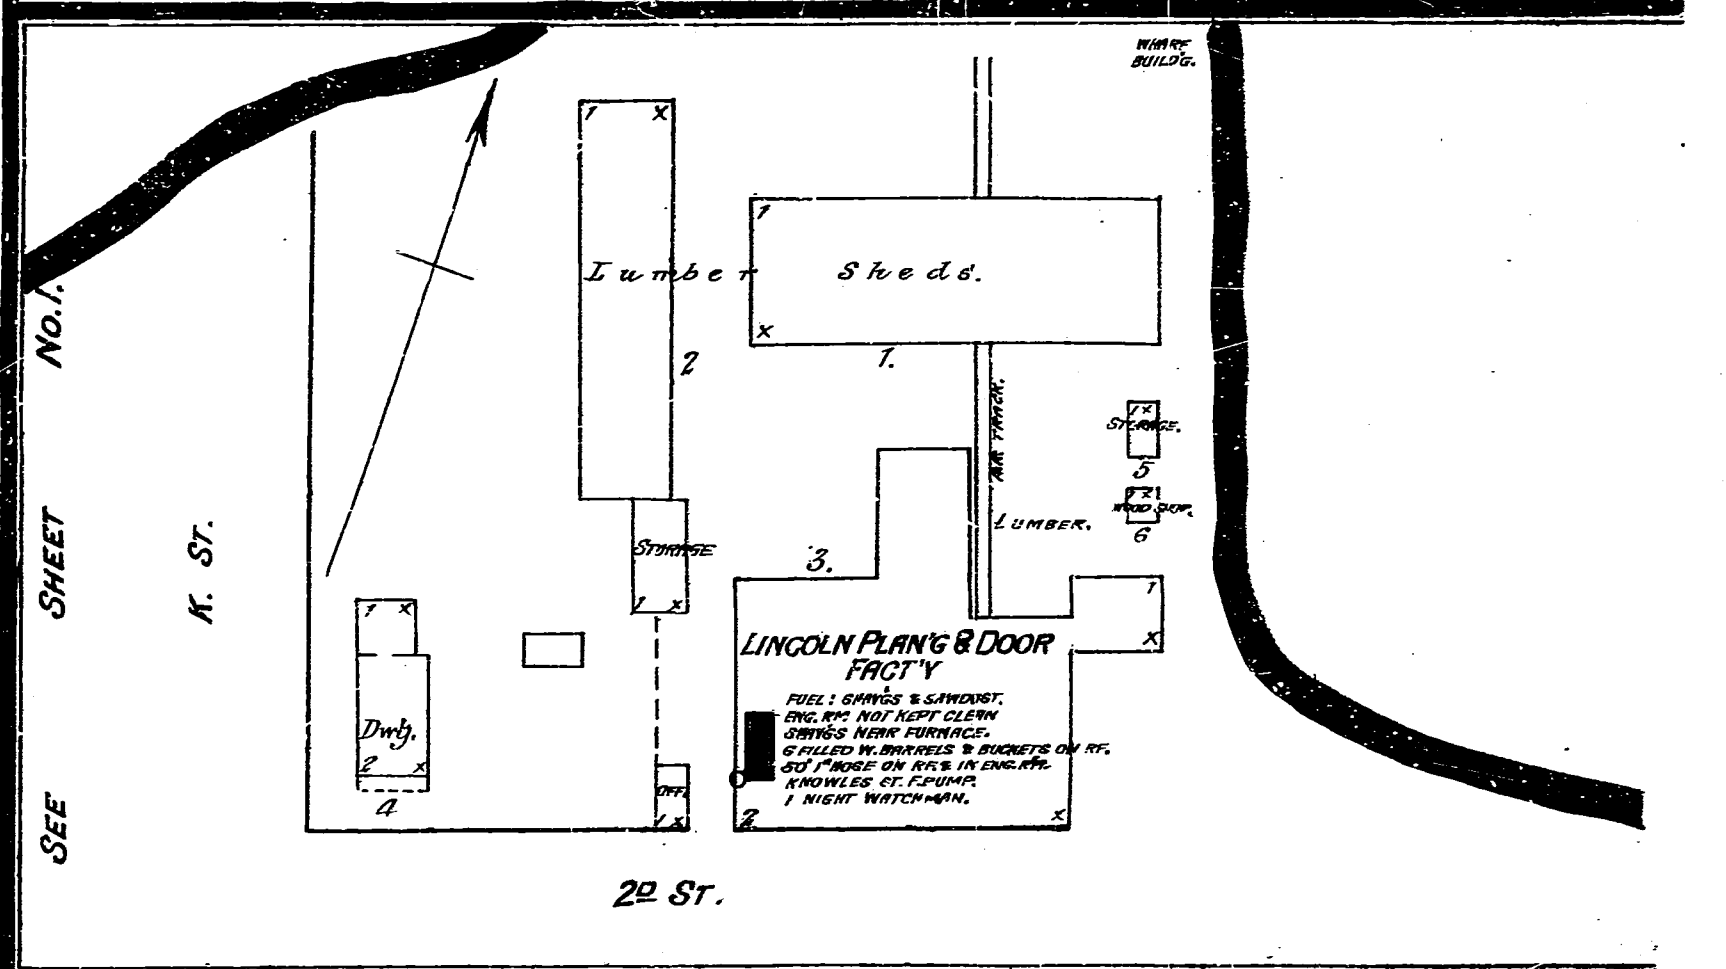 WHARF
BUILD'G.
1 X
1
Lumber Sheds.
X
2
1.
SEE SHEET No. 1.
K. ST.
RR TRACK.
1 X
STORAGE.
5
1 X
WOOD SHOP.
6
LUMBER.
STORAGE
1 X
3.
1
X
1 X
Dwg.
2 X
4
LINCOLN PLAN'G & DOOR
FACT'Y
FUEL: SHAV'GS & SAWDUST.
ENG. RM. NOT KEPT CLEAN
SHAV'GS NEAR FURNACE.
6 FILLED W. BARRELS & BUCKETS ON RF.
50' 1" HOSE ON RF. & IN ENG. RM.
KNOWLES ST. F. PUMP.
1 NIGHT WATCHMAN.
OFF.
1 X
2 X
2D ST.